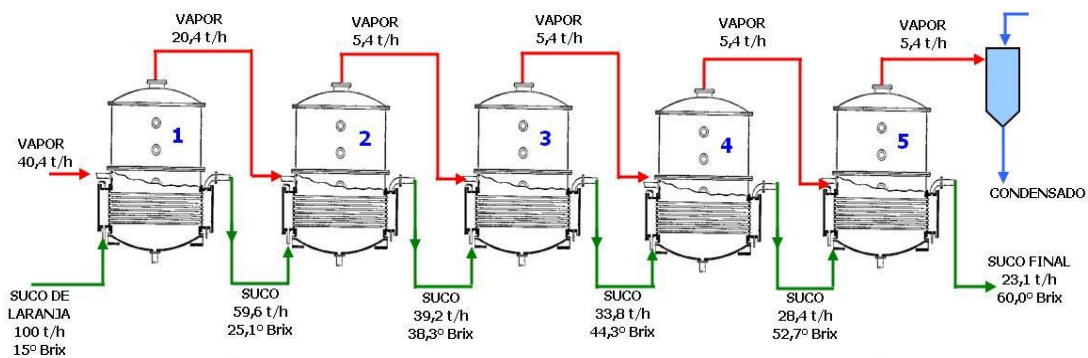 VAPOR
20,4 t/h
VAPOR
5,4 t/h
VAPOR
5,4 t/h
VAPOR
5,4 t/h
VAPOR
5,4 t/h
1
2
3
4
5
VAPOR
40,4 t/h
CONDENSADO
SUCO DE
LARANJA
100 t/h
15º Brix
SUCO
59,6 t/h
25,1º Brix
SUCO
39,2 t/h
38,3º Brix
SUCO
33,8 t/h
44,3º Brix
SUCO
28,4 t/h
52,7º Brix
SUCO FINAL
23,1 t/h
60,0º Brix